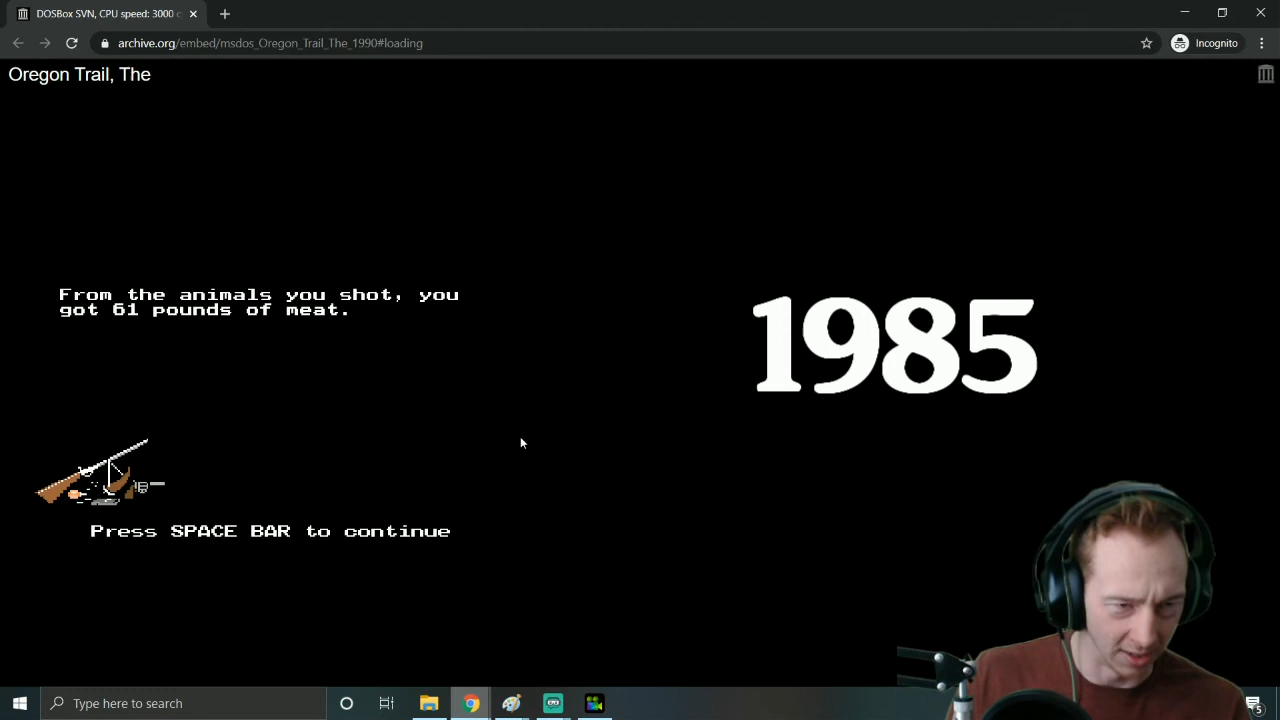 DOSBox SVN, CPU speed: 3000 c
archive.org/embed/msdos_Oregon_Trail_The_1990#loading
Incognito
Oregon Trail, The
From the animals you shot, you
got 61 pounds of meat.
1985
Press SPACE BAR to continue
Type here to search
5